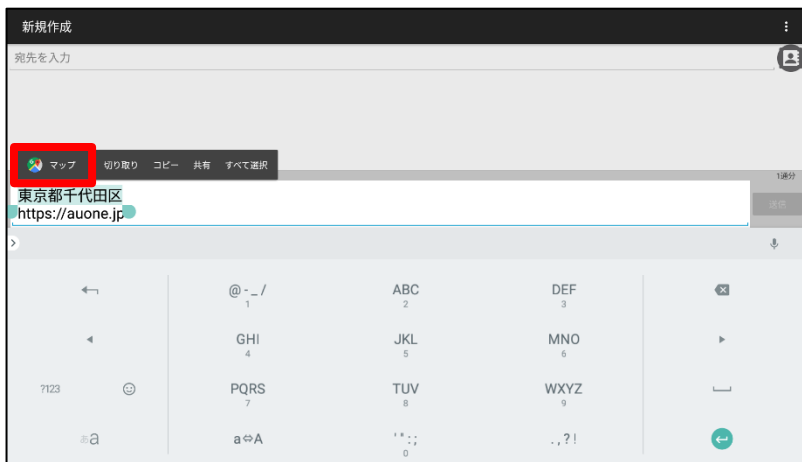 新規作成
宛先を入力
マップ 切り取り コピー 共有 すべて選択
1通分
東京都千代田区
https://auone.jp
送信
@-_/ ABC DEF
1 2 3
GHI JKL MNO
4 5 6
?123 PQRS TUV WXYZ
7 8 9
あa a⇔A '":; .,?!
0